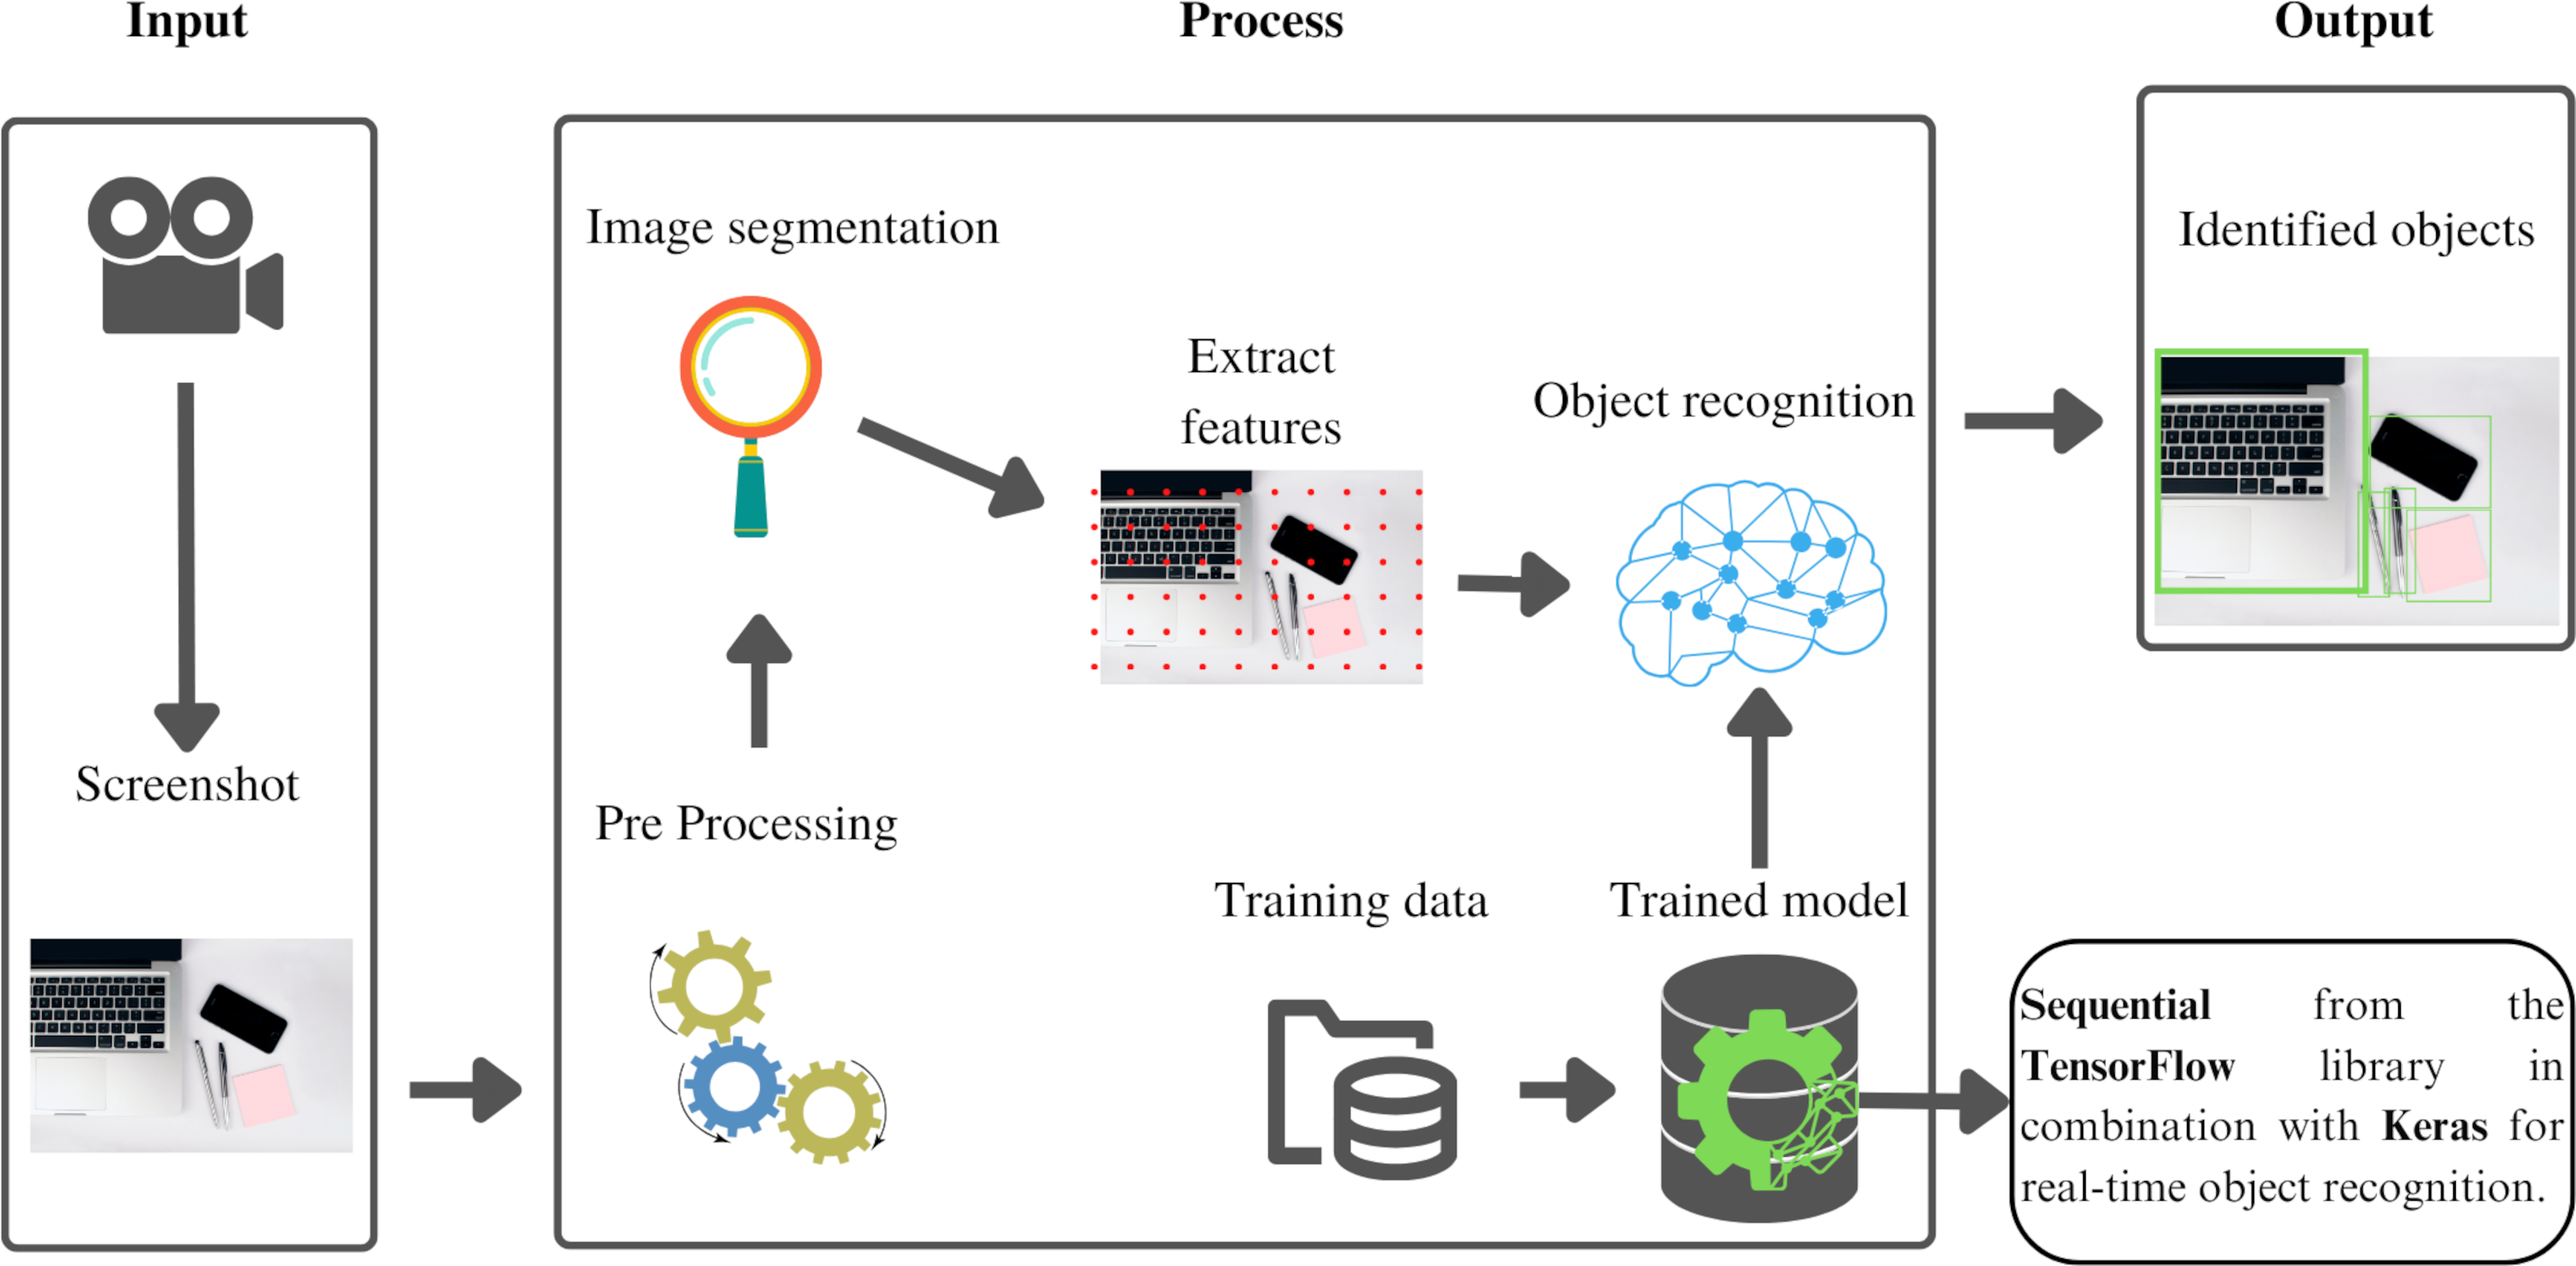 Input
Process
Output
Screenshot
Image segmentation
Pre Processing
Extract
features
Object recognition
Training data
Trained model
Identified objects
Sequential from the
TensorFlow library in
combination with Keras for
real-time object recognition.